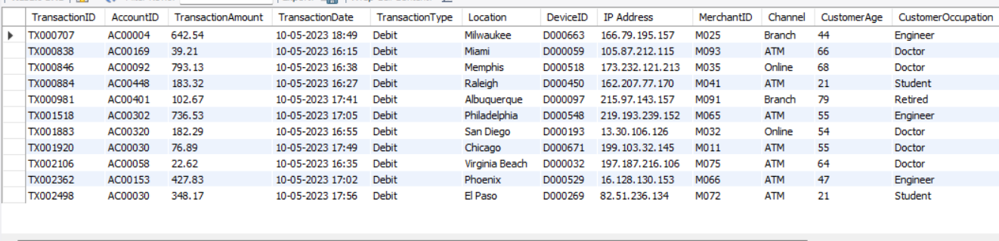 TransactionID AccountID TransactionAmount TransactionDate TransactionType Location DeviceID IP Address MerchantID Channel CustomerAge CustomerOccupation
TX000707 AC00004 642.54 10-05-2023 18:49 Debit Milwaukee D000663 166.79.195.157 M025 Branch 44 Engineer
TX000838 AC00169 39.21 10-05-2023 16:15 Debit Miami D000059 105.87.212.115 M093 ATM 66 Doctor
TX000846 AC00092 793.13 10-05-2023 16:38 Debit Memphis D000518 173.232.121.213 M035 Online 68 Doctor
TX000884 AC00448 183.32 10-05-2023 16:27 Debit Raleigh D000450 162.207.77.170 M041 ATM 21 Student
TX000981 AC00401 102.67 10-05-2023 17:41 Debit Albuquerque D000097 215.97.143.157 M091 Branch 79 Retired
TX001518 AC00302 736.53 10-05-2023 17:05 Debit Philadelphia D000548 219.193.239.152 M065 ATM 55 Engineer
TX001883 AC00320 182.29 10-05-2023 16:55 Debit San Diego D000193 13.30.106.126 M032 Online 54 Doctor
TX001920 AC00030 76.89 10-05-2023 17:49 Debit Chicago D000671 199.103.32.145 M011 ATM 55 Doctor
TX002106 AC00058 22.62 10-05-2023 16:35 Debit Virginia Beach D000032 197.187.216.106 M075 ATM 64 Doctor
TX002362 AC00153 427.83 10-05-2023 17:02 Debit Phoenix D000529 16.128.130.153 M066 ATM 47 Engineer
TX002498 AC00030 348.17 10-05-2023 17:56 Debit El Paso D000269 82.51.236.134 M072 ATM 21 Student